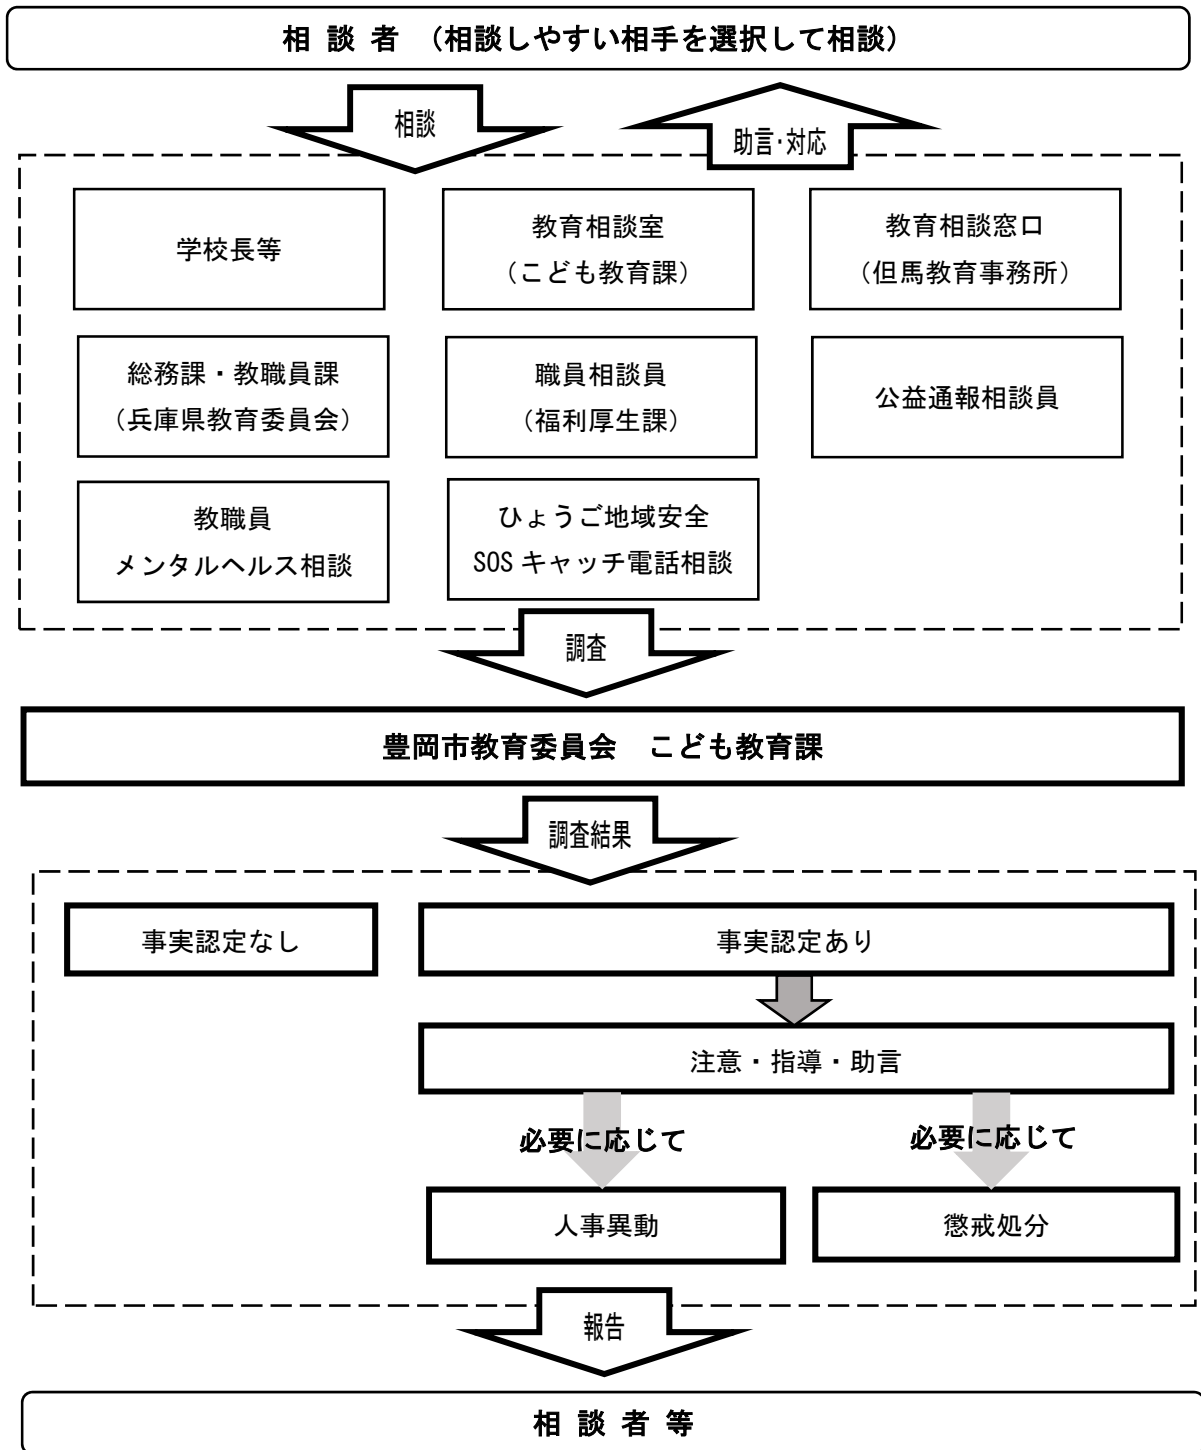 相 談 者 （相談しやすい相手を選択して相談）
相談
助言・対応
学校長等
教育相談室
（こども教育課）
教育相談窓口
（但馬教育事務所）
総務課・教職員課
（兵庫県教育委員会）
職員相談員
（福利厚生課）
公益通報相談員
教職員
メンタルヘルス相談
ひょうご地域安全
SOS キャッチ電話相談
調査
豊岡市教育委員会　こども教育課
調査結果
事実認定なし
事実認定あり
注意・指導・助言
必要に応じて
必要に応じて
人事異動
懲戒処分
報告
相 談 者 等